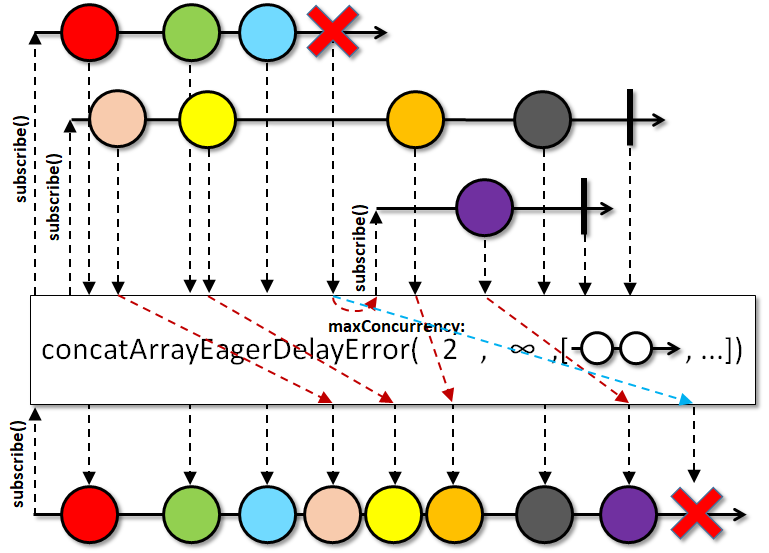 subscribe()
subscribe()
subscribe()
maxConcurrency:
concatArrayEagerDelayError( 2 , ∞ ,[ , ...])
subscribe()